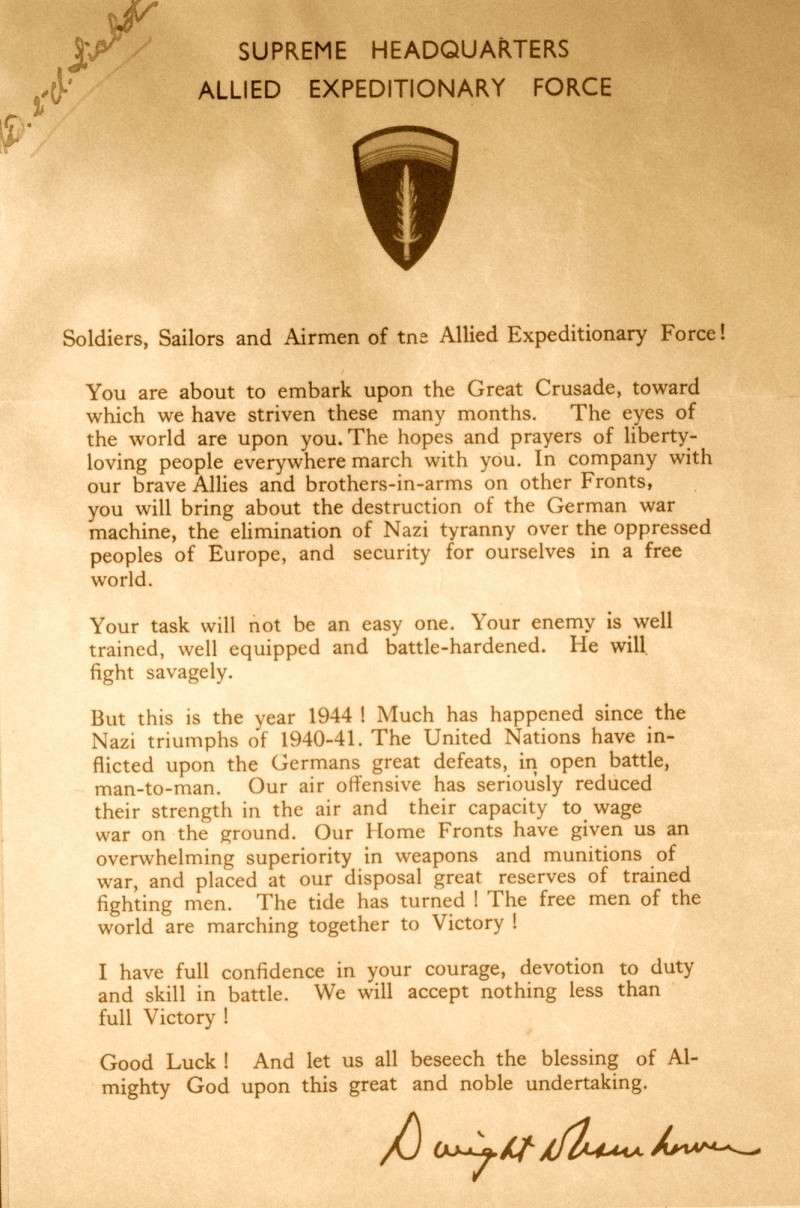 SUPREME HEADQUARTERS
ALLIED EXPEDITIONARY FORCE
Soldiers, Sailors and Airmen of the Allied Expeditionary Force!
You are about to embark upon the Great Crusade, toward
which we have striven these many months. The eyes of
the world are upon you. The hopes and prayers of liberty-
loving people everywhere march with you. In company with
our brave Allies and brothers-in-arms on other Fronts,
you will bring about the destruction of the German war
machine, the elimination of Nazi tyranny over the oppressed
peoples of Europe, and security for ourselves in a free
world.
Your task will not be an easy one. Your enemy is well
trained, well equipped and battle-hardened. He will
fight savagely.
But this is the year 1944 ! Much has happened since the
Nazi triumphs of 1940-41. The United Nations have in-
flicted upon the Germans great defeats, in open battle,
man-to-man. Our air offensive has seriously reduced
their strength in the air and their capacity to wage
war on the ground. Our Home Fronts have given us an
overwhelming superiority in weapons and munitions of
war, and placed at our disposal great reserves of trained
fighting men. The tide has turned ! The free men of the
world are marching together to Victory !
I have full confidence in your courage, devotion to duty
and skill in battle. We will accept nothing less than
full Victory !
Good Luck ! And let us all beseech the blessing of Al-
mighty God upon this great and noble undertaking.
Dwight D Eisenhower